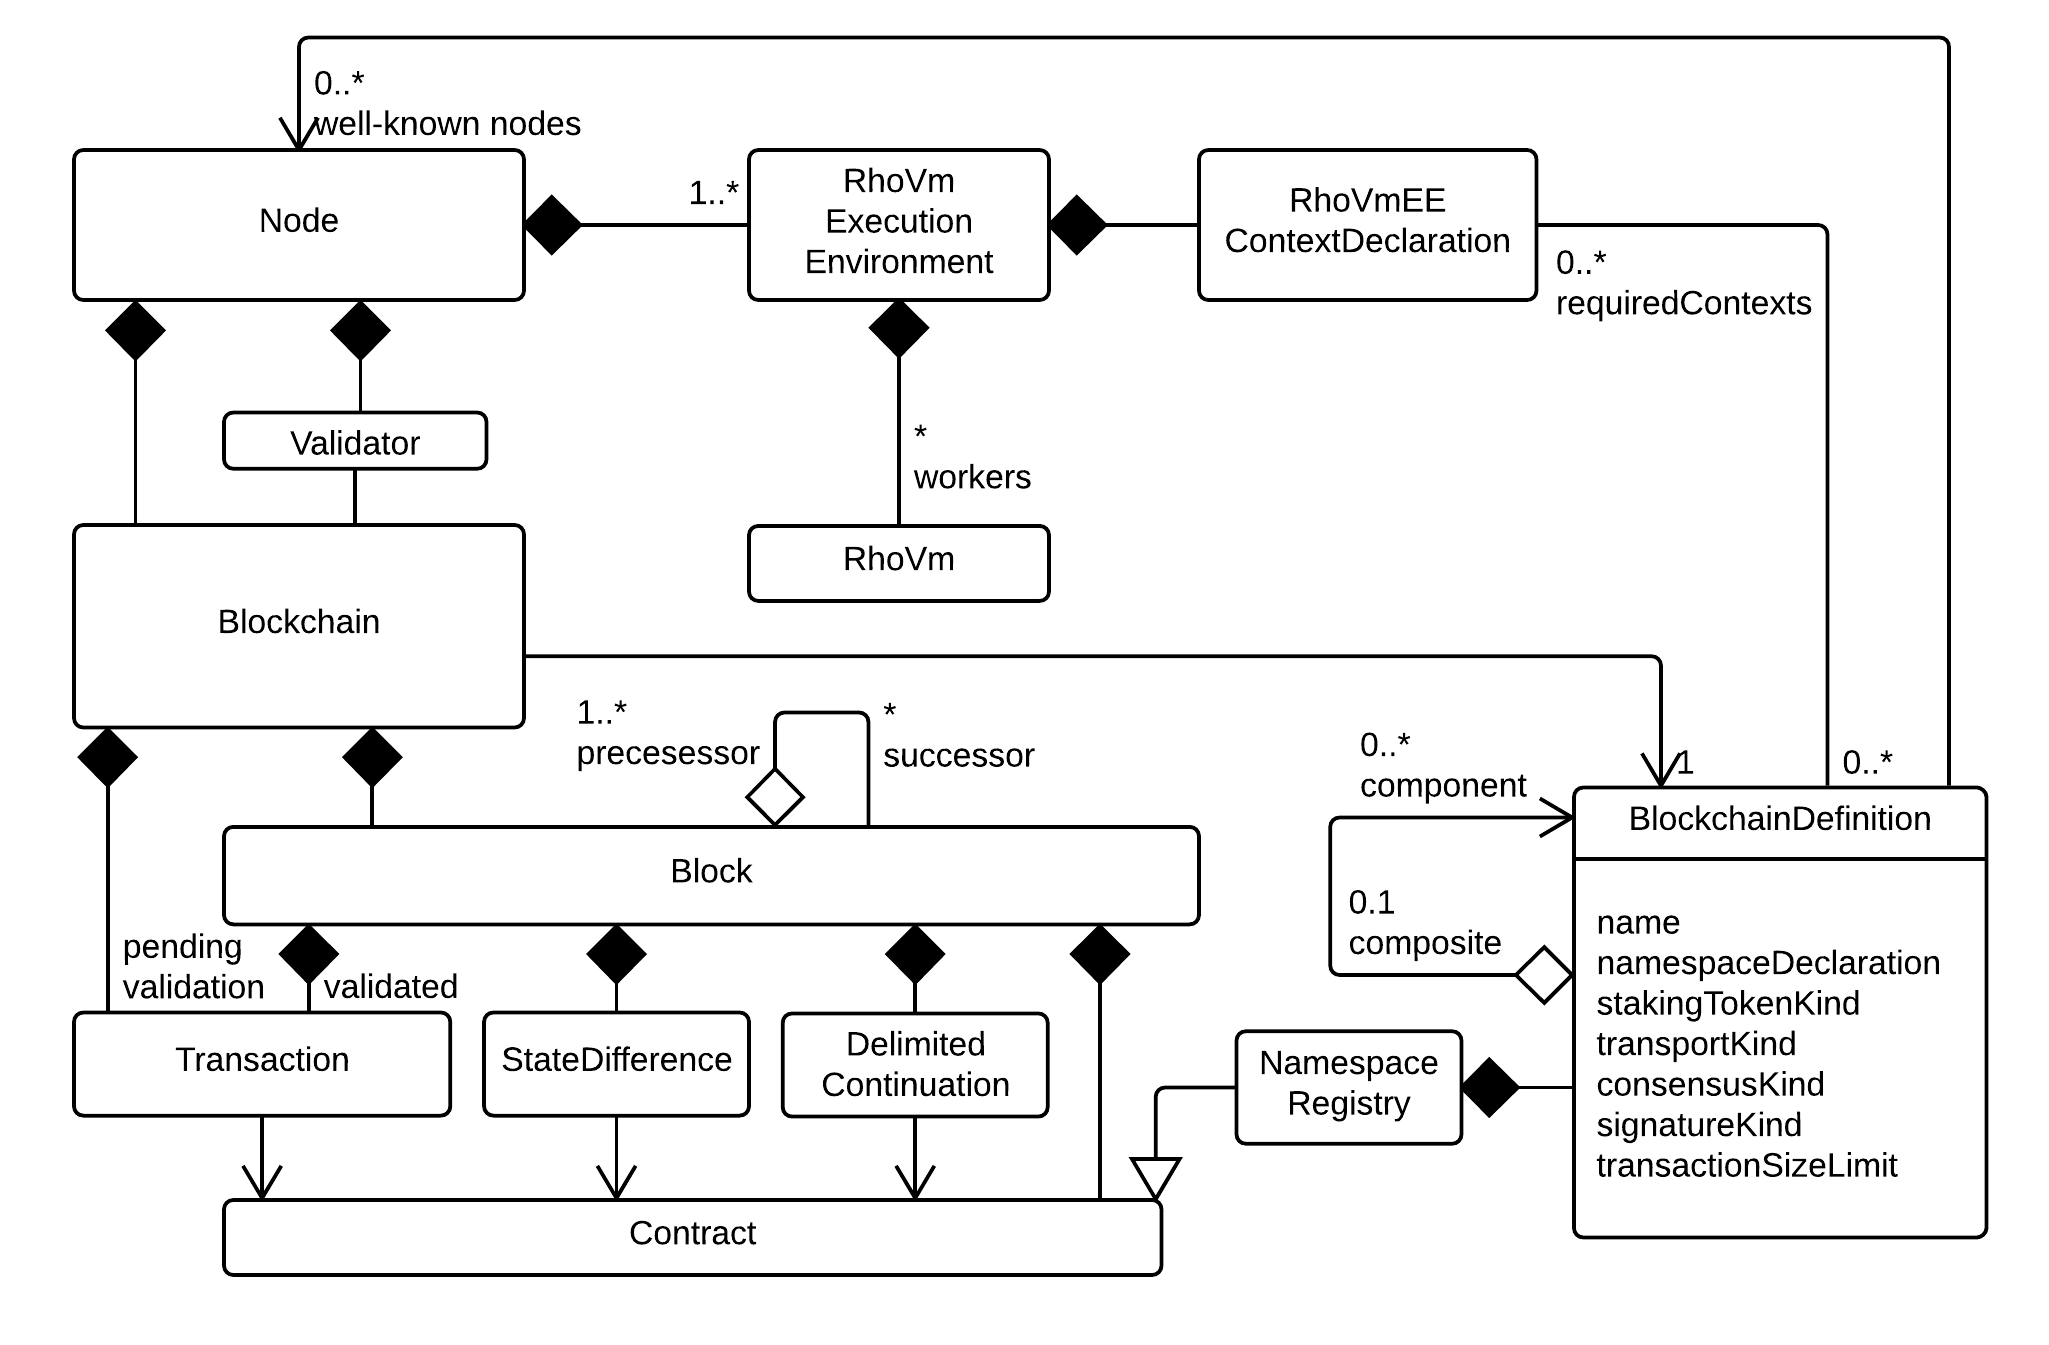 0..*
well-known nodes
Node
1..*
RhoVm
Execution
Environment
RhoVmEE
ContextDeclaration
0..*
requiredContexts
Validator
*
workers
RhoVm
Blockchain
1..*
precesessor
*
successor
0..*
component
1
0..*
BlockchainDefinition
Block
0.1
composite
name
namespaceDeclaration
stakingTokenKind
transportKind
consensusKind
signatureKind
transactionSizeLimit
pending
validation
validated
Transaction
StateDifference
Delimited
Continuation
Namespace
Registry
Contract